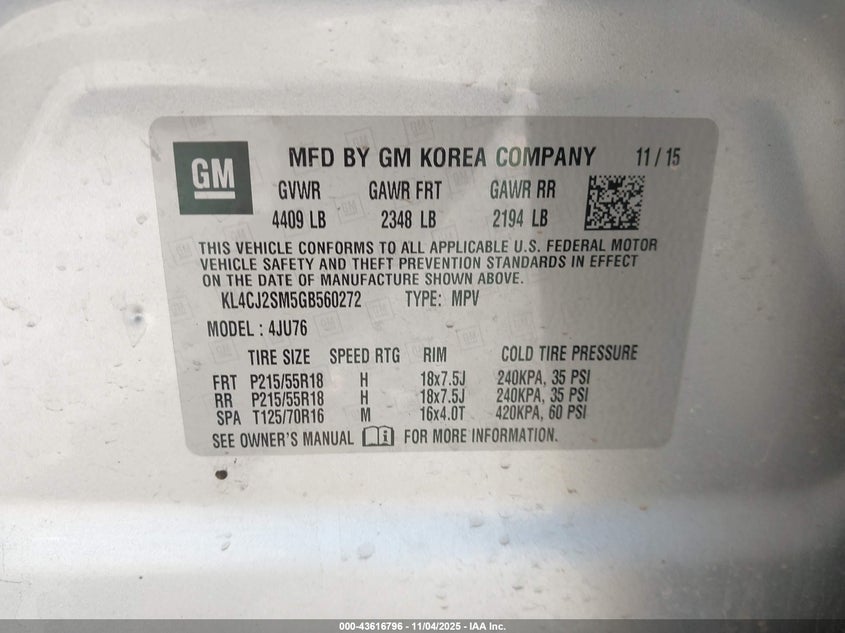 GM MFD BY GM KOREA COMPANY 11 / 15
GVWR GAWR FRT GAWR RR
4409 LB 2348 LB 2194 LB
THIS VEHICLE CONFORMS TO ALL APPLICABLE U.S. FEDERAL MOTOR
VEHICLE SAFETY AND THEFT PREVENTION STANDARDS IN EFFECT
ON THE DATE OF MANUFACTURE SHOWN ABOVE.
KL4CJ2SM5GB560272 TYPE: MPV
MODEL : 4JU76
TIRE SIZE SPEED RTG RIM COLD TIRE PRESSURE
FRT P215/55R18 H 18x7.5J 240KPA, 35 PSI
RR P215/55R18 H 18x7.5J 240KPA, 35 PSI
SPA T125/70R16 M 16x4.0T 420KPA, 60 PSI
SEE OWNER'S MANUAL FOR MORE INFORMATION.
000-43616796 - 11/04/2025 - IAA Inc.